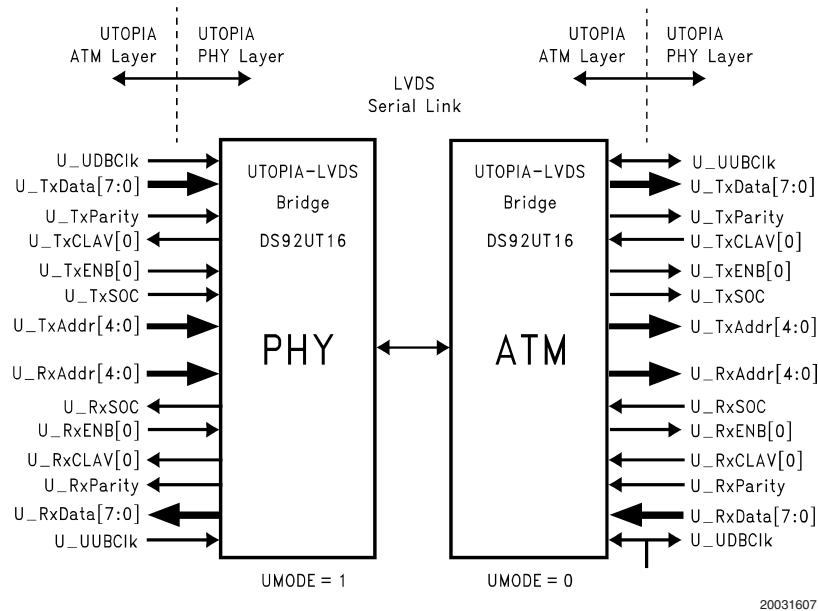 UTOPIA
ATM Layer
UTOPIA
PHY Layer
LVDS
Serial Link
UTOPIA
ATM Layer
UTOPIA
PHY Layer
U_UDBClk
U_TxData[7:0]
U_TxParity
U_TxCLAV[0]
U_TxENB[0]
U_TxSOC
U_TxAddr[4:0]
U_RxAddr[4:0]
U_RxSOC
U_RxENB[0]
U_RxCLAV[0]
U_RxParity
U_RxData[7:0]
U_UUBClk
UTOPIA-LVDS
Bridge
DS92UT16
PHY
UMODE = 1
UTOPIA-LVDS
Bridge
DS92UT16
ATM
UMODE = 0
U_UUBClk
U_TxData[7:0]
U_TxParity
U_TxCLAV[0]
U_TxENB[0]
U_TxSOC
U_TxAddr[4:0]
U_RxAddr[4:0]
U_RxSOC
U_RxENB[0]
U_RxCLAV[0]
U_RxParity
U_RxData[7:0]
U_UDBClk
20031607